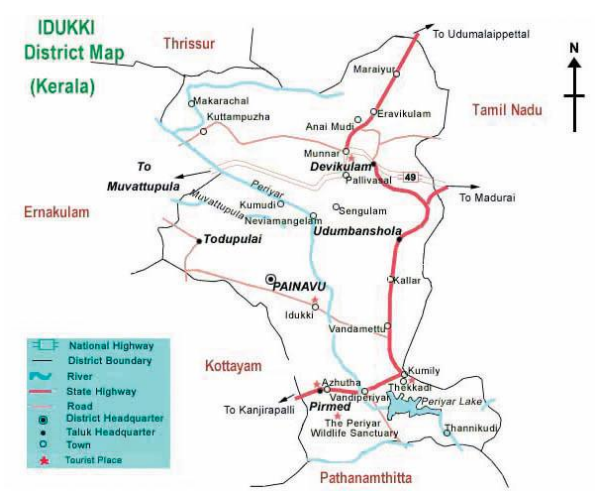 IDUKKI
District Map
(Kerala)
Thrissur
To Udumalaippettal
N
Maraiyur
Makarachal
Kuttampuzha
Eravikulam
Anai Mudi
Tamil Nadu
Munnar
Devikulam
To
Muvattupula
Pallivasal
49
To Madurai
Periyar
Muvattupula
Kumudi
Sengulam
Neviamangelam
Ernakulam
Udumbanshola
Todupulai
PAINAVU
Kallar
Idukki
Vandamettu
National Highway
District Boundary
River
State Highway
Road
District Headquarter
Taluk Headquarter
Town
Tourist Place
Kottayam
Kumily
Thekkadi
Azhutha
Vandiperiyar
Periyar Lake
To Kanjirapalli
Pirmed
The Periyar
Wildlife Sanctuary
Thannikudi
Pathanamthitta